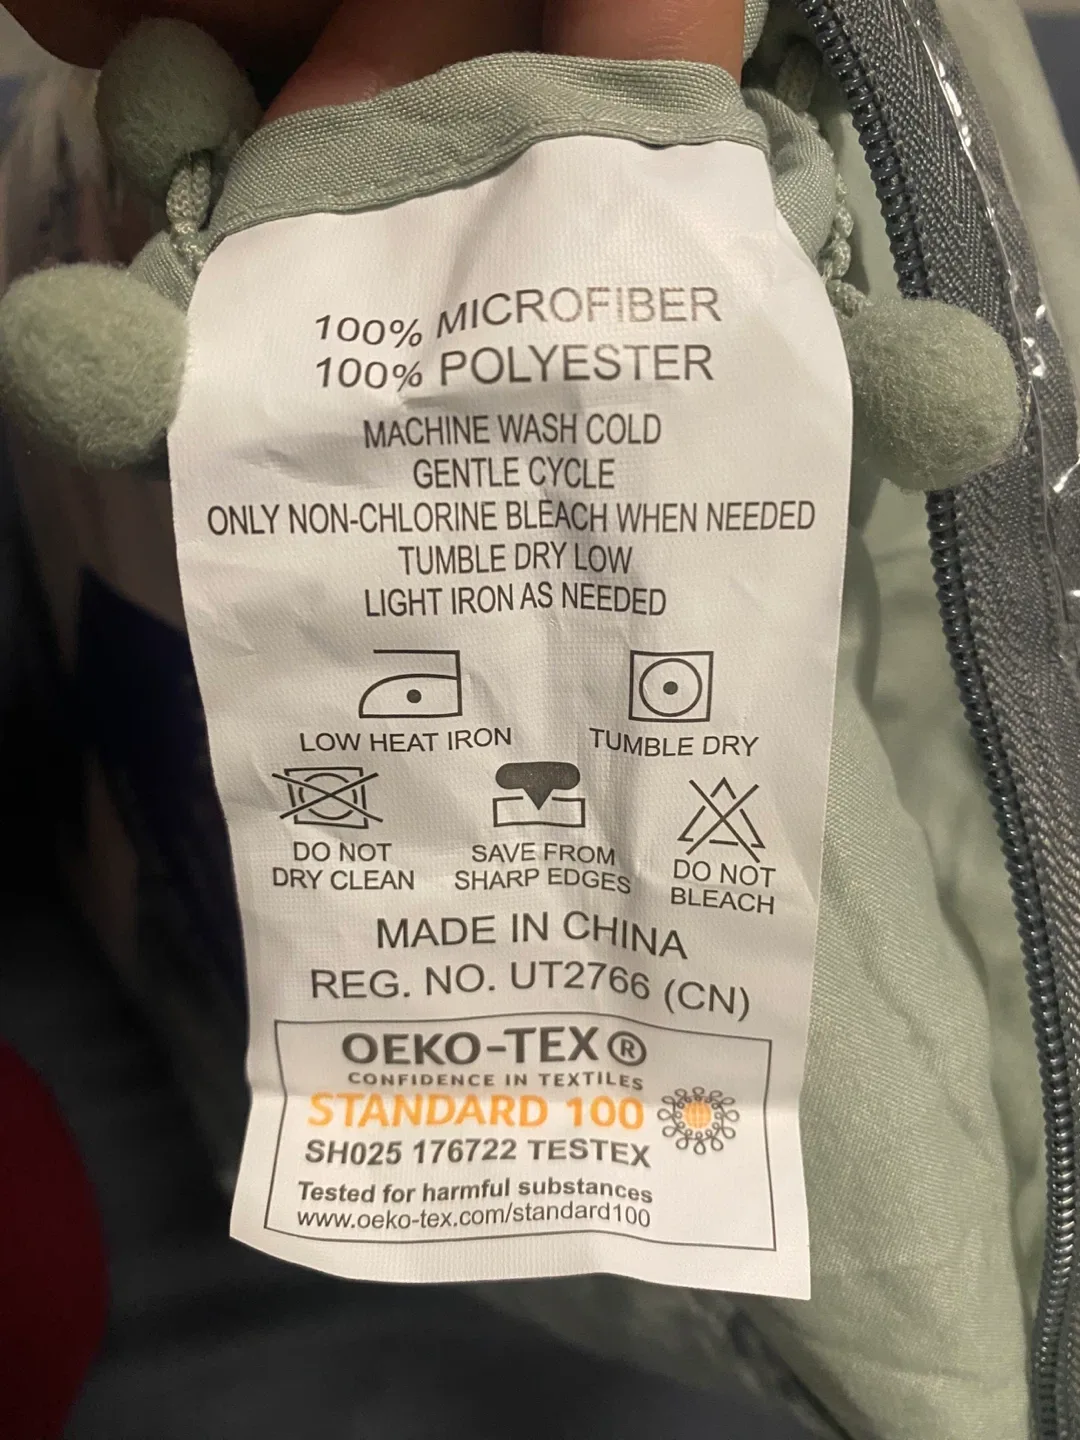 100% MICROFIBER
100% POLYESTER
MACHINE WASH COLD
GENTLE CYCLE
ONLY NON-CHLORINE BLEACH WHEN NEEDED
TUMBLE DRY LOW
LIGHT IRON AS NEEDED
LOW HEAT IRON
TUMBLE DRY
DO NOT
DRY CLEAN
SAVE FROM
SHARP EDGES
DO NOT
BLEACH
MADE IN CHINA
REG. NO. UT2766 (CN)
OEKO-TEX®
CONFIDENCE IN TEXTILES
STANDARD 100
SH025 176722 TESTEX
Tested for harmful substances
www.oeko-tex.com/standard100